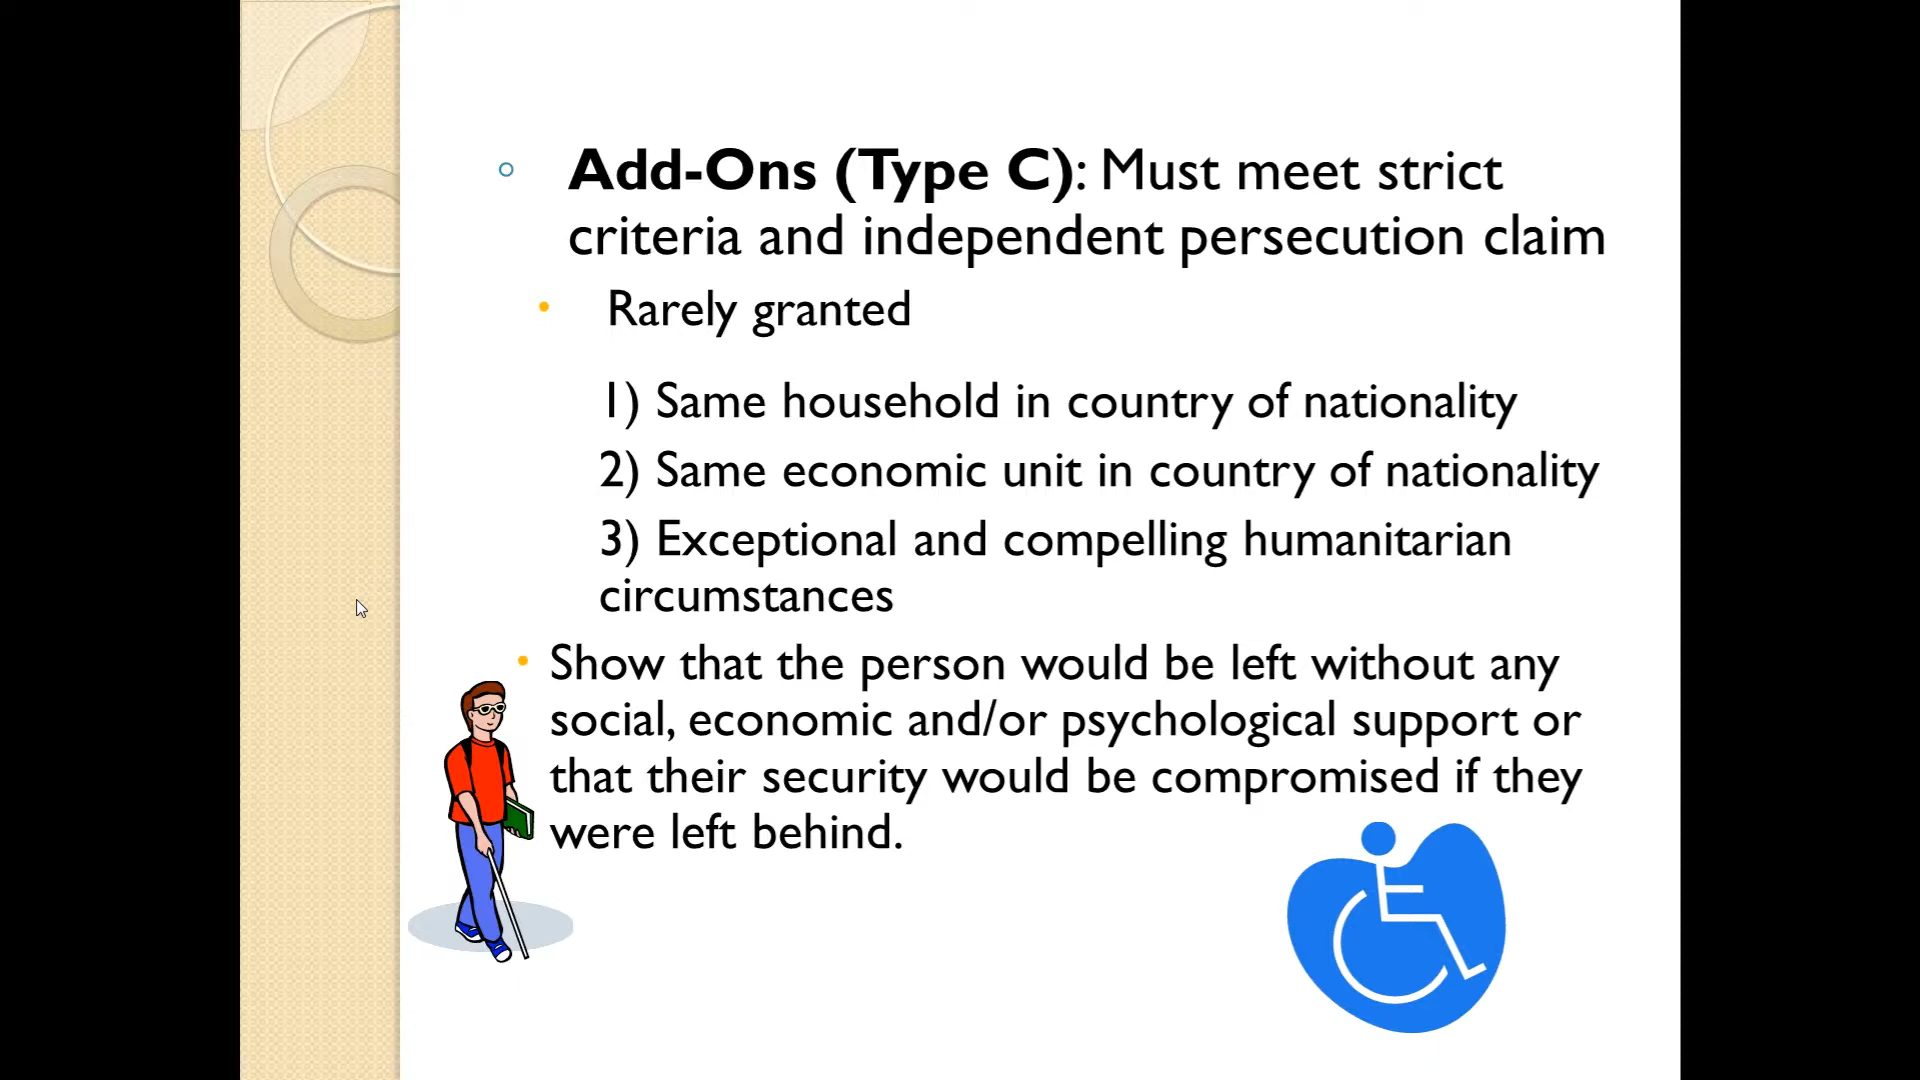 Add-Ons (Type C): Must meet strict
criteria and independent persecution claim
Rarely granted
1) Same household in country of nationality
2) Same economic unit in country of nationality
3) Exceptional and compelling humanitarian
circumstances
Show that the person would be left without any
social, economic and/or psychological support or
that their security would be compromised if they
were left behind.